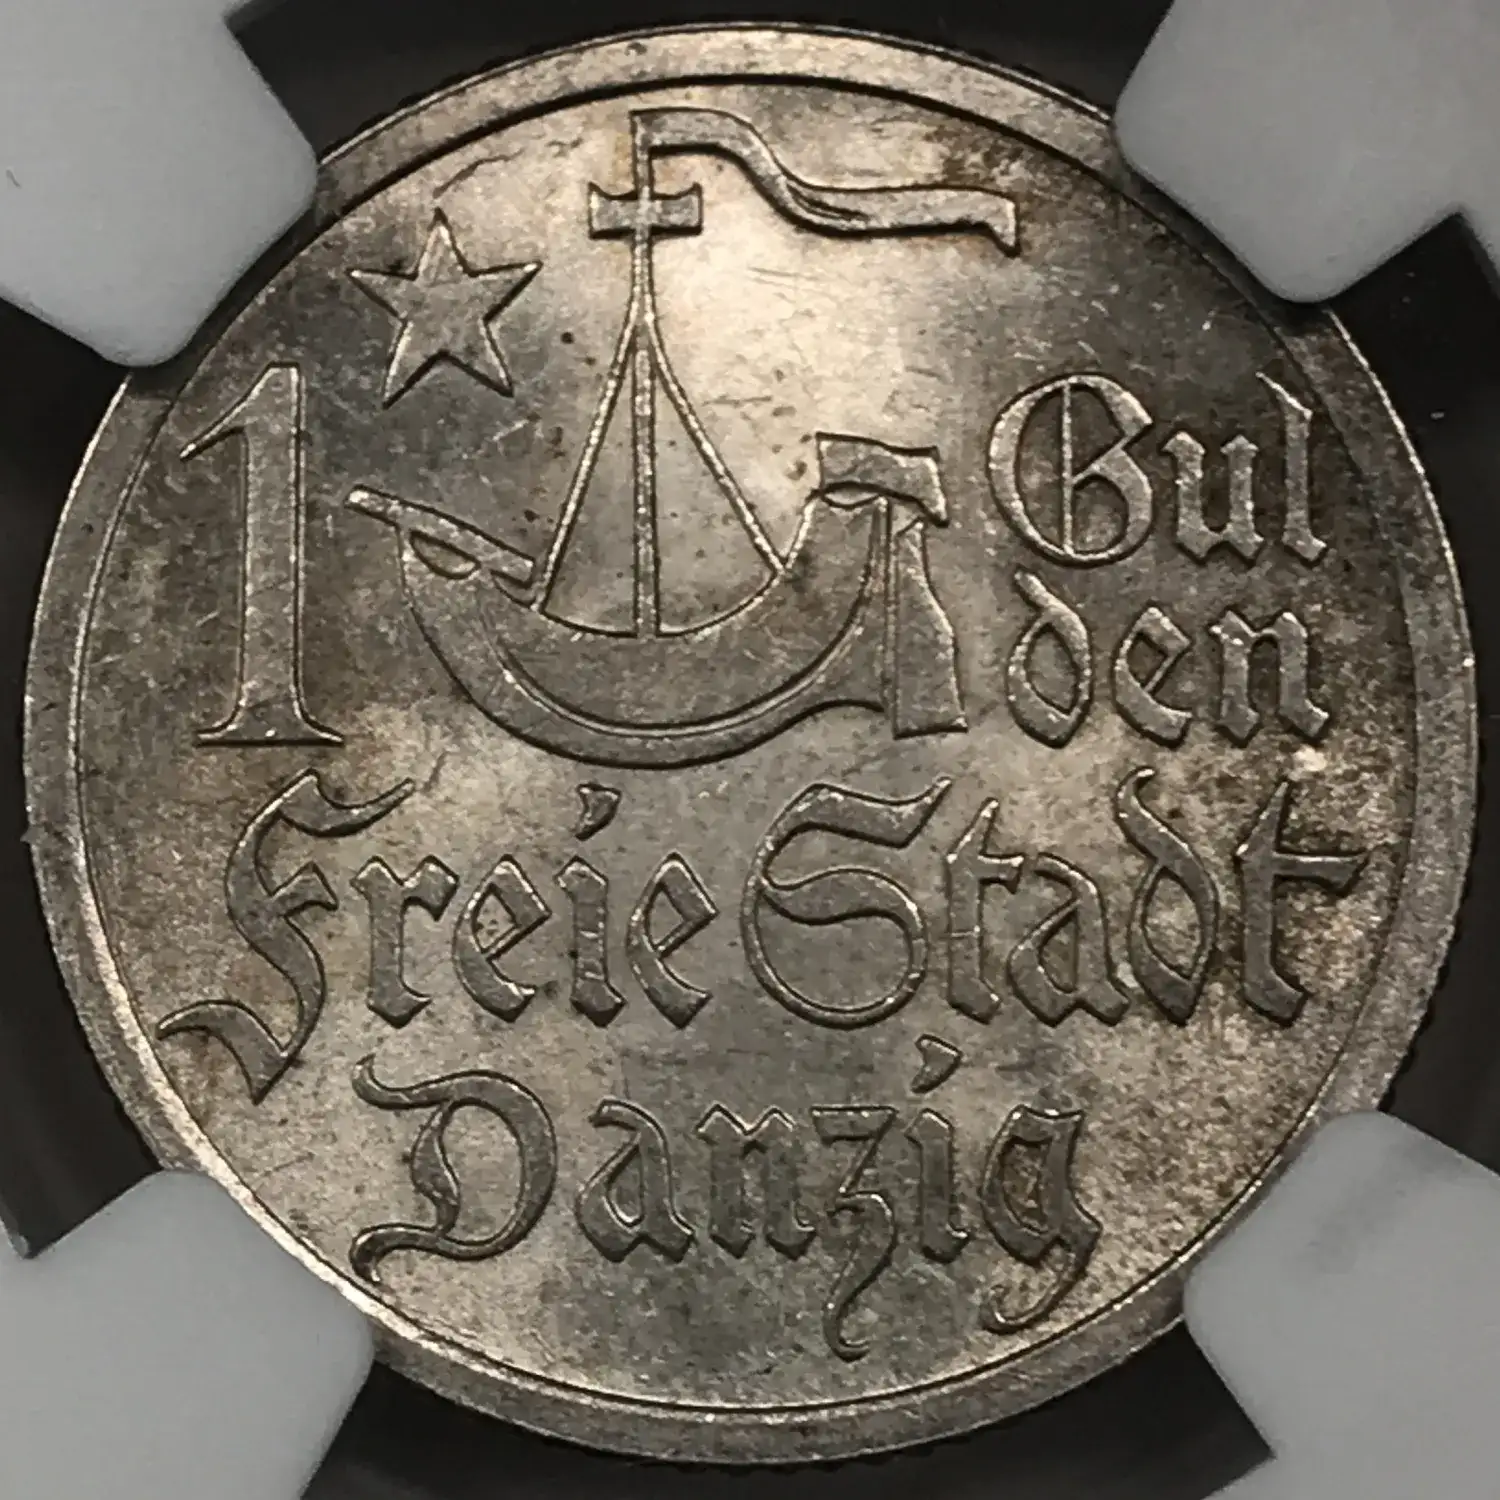 1 Gul
den
Freie Stadt
Danzig